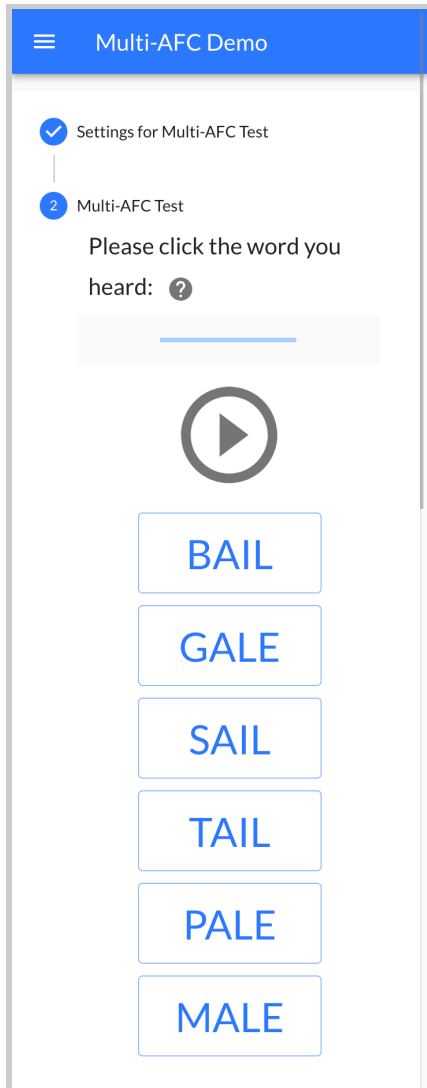 Multi-AFC Demo
Settings for Multi-AFC Test
2 Multi-AFC Test
Please click the word you
heard: ?
BAIL
GALE
SAIL
TAIL
PALE
MALE